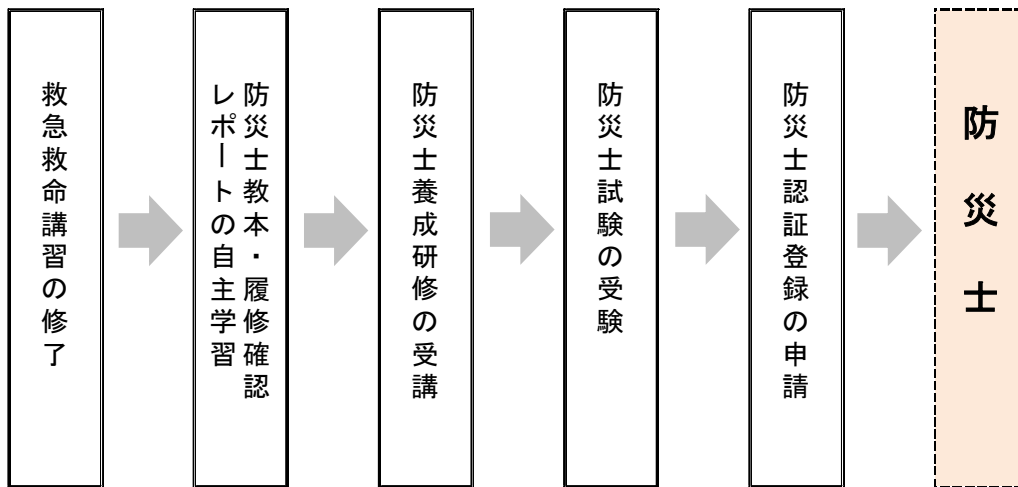 救急救命講習の修了
防災士教本・履修確認
レポートの自主学習
防災士養成研修の受講
防災士試験の受験
防災士認証登録の申請
防災士